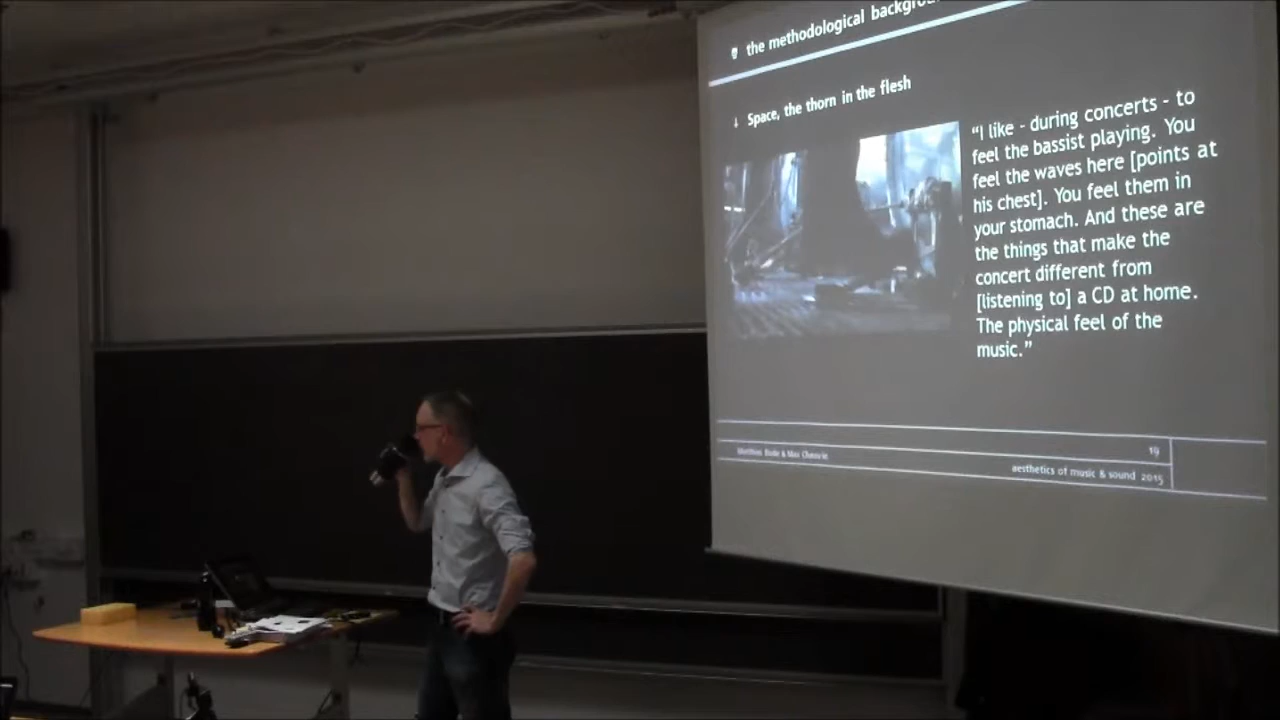 the methodological
Space, the thorn in the flesh
“I like - during concerts - to
feel the bassist playing. You
feel the waves here [points at
his chest]. You feel them in
your stomach. And these are
the things that make the
concert different from
[listening to] a CD at home.
The physical feel of the
music.”
19
aesthetics of music & sound 2015